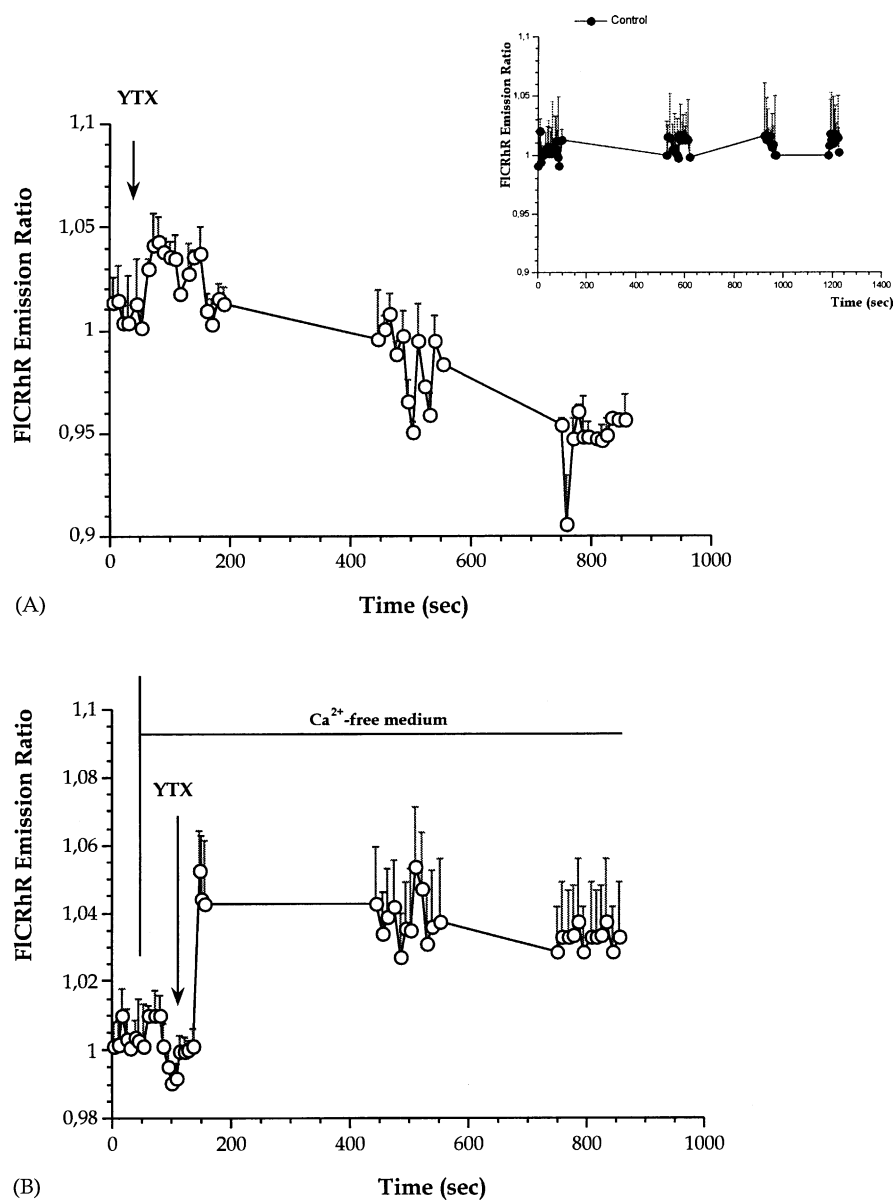 Control
1,1
1,05
1
0,95
0,9
FlCRhR Emission Ratio
0 200 400 600 800 1000 1200 1400
Time (sec)
YTX
1,1
1,05
1
0,95
0,9
FlCRhR Emission Ratio
0 200 400 600 800 1000
(A)
Time (sec)
Ca2+-free medium
YTX
1,1
1,08
1,06
1,04
1,02
1
0,98
FlCRhR Emission Ratio
0 200 400 600 800 1000
(B)
Time (sec)